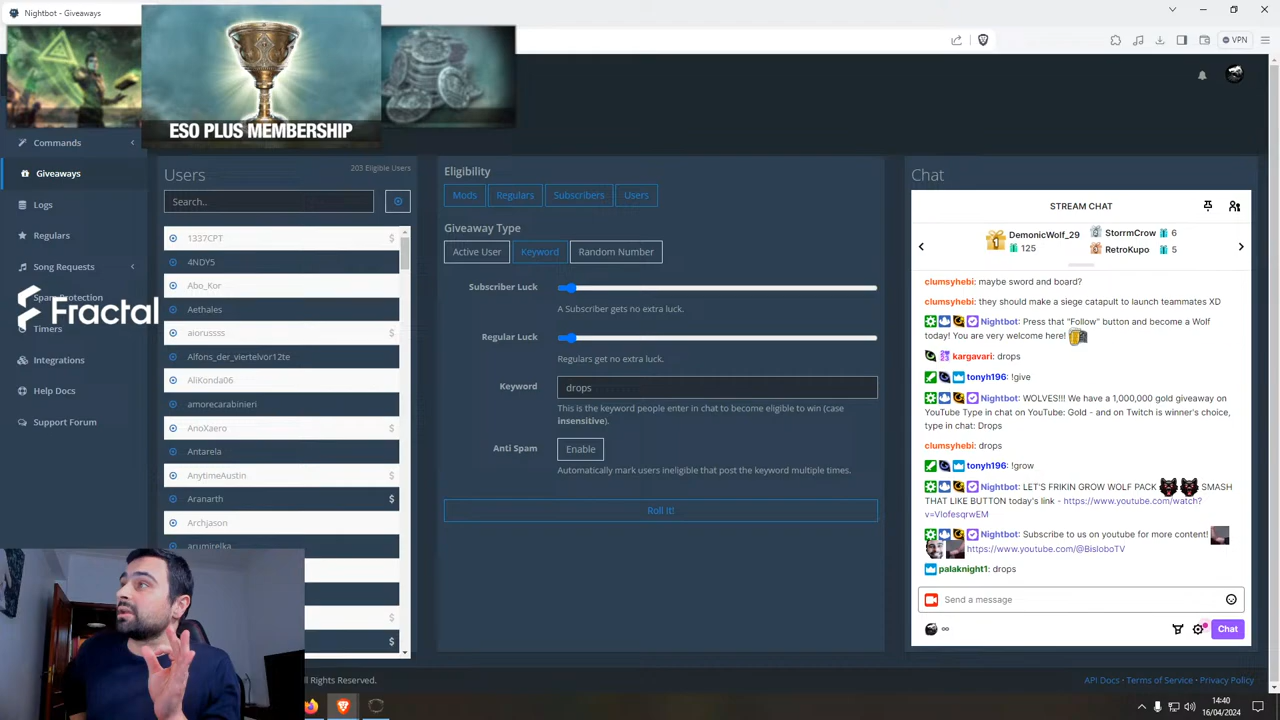 Nightbot - Giveaways
VPN
ESO PLUS MEMBERSHIP
Commands
Giveaways
Logs
Regulars
Song Requests
Spam Protection
Fractal
Timers
Integrations
Help Docs
Support Forum
Users
203 Eligible Users
Search..
1337CPT
$
4NDY5
Abo_Kor
Aethales
aiorussss
$
Alfons_der_viertelvor12te
AliKonda06
amorecarabinieri
AnoXaero
$
Antarela
AnytimeAustin
$
Aranarth
$
Archjason
arumirelka
$
$
Eligibility
Mods
Regulars
Subscribers
Users
Giveaway Type
Active User
Keyword
Random Number
Subscriber Luck
A Subscriber gets no extra luck.
Regular Luck
Regulars get no extra luck.
Keyword
drops
This is the keyword people enter in chat to become eligible to win (case
insensitive).
Anti Spam
Enable
Automatically mark users ineligible that post the keyword multiple times.
Roll It!
Chat
STREAM CHAT
DemonicWolf_29
125
StorrmCrow 6
RetroKupo 5
clumsyhebi: maybe sword and board?
clumsyhebi: they should make a siege catapult to launch teammates XD
Nightbot: Press that "Follow" button and become a Wolf
today! You are very welcome here!
kargavari: drops
tonyh196: !give
Nightbot: WOLVES!!! We have a 1,000,000 gold giveaway on
YouTube Type in chat on YouTube: Gold - and on Twitch is winner's choice,
type in chat: Drops
clumsyhebi: drops
tonyh196: !grow
Nightbot: LET'S FRIKIN GROW WOLF PACK SMASH
THAT LIKE BUTTON today's link - https://www.youtube.com/watch?
v=VlofesqrwEM
Nightbot: Subscribe to us on youtube for more content!
https://www.youtube.com/@BisloboTV
palaknight1: drops
Send a message
∞
Chat
ll Rights Reserved.
API Docs - Terms of Service - Privacy Policy
14:40
16/04/2024